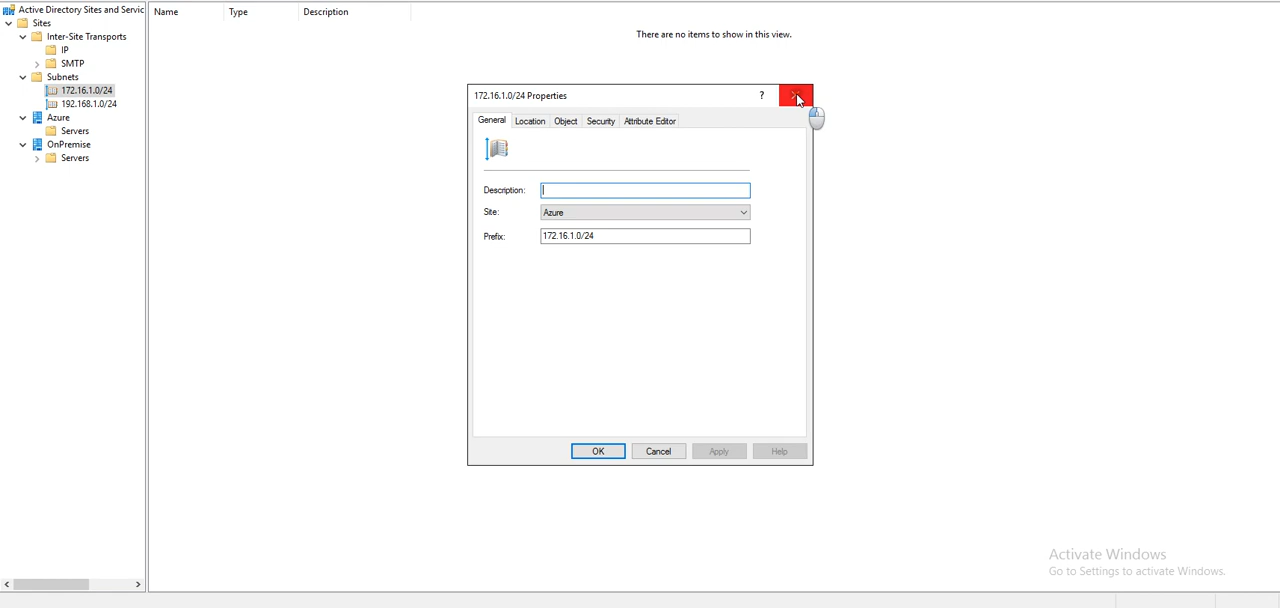 Active Directory Sites and Servic
Sites
Inter-Site Transports
IP
SMTP
Subnets
172.16.1.0/24
192.168.1.0/24
Azure
Servers
OnPremise
Servers
Name Type Description
There are no items to show in this view.
172.16.1.0/24 Properties ?
General Location Object Security Attribute Editor
Description:
Site: Azure
Prefix: 172.16.1.0/24
OK Cancel Apply Help
Activate Windows
Go to Settings to activate Windows.